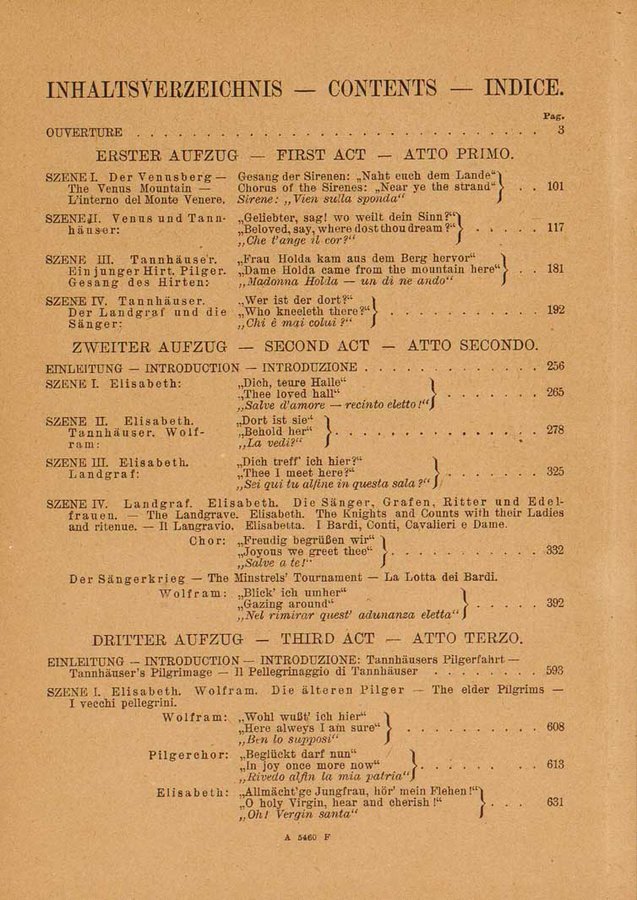 INHALTSVERZEICHNIS — CONTENTS — INDICE.
Pag.
OUVERTURE . . . . . . . . . . . . . . . . . . . . . . . . . . . 3
ERSTER AUFZUG — FIRST ACT — ATTO PRIMO.
SZENE I. Der Venusberg — Gesang der Sirenen: „Naht euch dem Lande“
The Venus Mountain — Chorus of the Sirenes: „Near ye the strand“ . . 101
L'interno del Monte Venere. Sirene: „Vien sulla sponda“
SZENE II. Venus und Tann- „Geliebter, sag! wo weilt dein Sinn?“
häuser: „Beloved, say, where dost thou dream?“ . . . . . 117
„Che t'ange il cor?“
SZENE III. Tannhäuser. „Frau Holda kam aus dem Berg hervor“
Ein junger Hirt. Pilger. „Dame Holda came from the mountain here“ . . 181
Gesang des Hirten: „Madonna Holda — un di ne ando“
SZENE IV. Tannhäuser. „Wer ist der dort?“
Der Landgraf und die „Who kneeleth there?“ . . . . . . . . . . . 192
Sänger: „Chi ê mai colui?“
ZWEITER AUFZUG — SECOND ACT — ATTO SECONDO.
EINLEITUNG — INTRODUCTION — INTRODUZIONE . . . . . . . . . . . . 256
SZENE I. Elisabeth: „Dich, teure Halle“
„Thee loved hall“ . . . . . . . 265
„Salve d'amore — recinto eletto!“
SZENE II. Elisabeth. „Dort ist sie“
Tannhäuser. Wolf- „Behold her“ . . . . . . . . . . . . . . 278
ram: „La vedi?“
SZENE III. Elisabeth. „Dich treff' ich hier?“
Landgraf: „Thee I meet here?“ . . . . . . . 325
„Sei qui tu alfine in questa sala?“
SZENE IV. Landgraf. Elisabeth. Die Sänger, Grafen, Ritter und Edel-
frauen. — The Landgrave. Elisabeth. The Knights and Counts with their Ladies
and ritenue. — Il Langravio. Elisabetta. I Bardi, Conti, Cavalieri e Dame.
Chor: „Freudig begrüßen wir“
„Joyous we greet thee“ . . . . . . . . . . 332
„Salve a te!“
Der Sängerkrieg — The Minstrels' Tournament — La Lotta dei Bardi.
Wolfram: „Blick' ich umher“
„Gazing around“ . . . . . 392
„Nel rimirar quest' adunanza eletta“
DRITTER AUFZUG — THIRD ACT — ATTO TERZO.
EINLEITUNG — INTRODUCTION — INTRODUZIONE: Tannhäusers Pilgerfahrt —
Tannhäuser's Pilgrimage — Il Pellegrinaggio di Tannhäuser . . . . . . . . 593
SZENE I. Elisabeth. Wolfram. Die älteren Pilger — The elder Pilgrims —
I vecchi pellegrini.
Wolfram: „Wohl wußt' ich hier“
„Here alweys I am sure“ . . . . . . . . . . 608
„Ben lo supposi“
Pilgerchor: „Beglückt darf nun“
„In joy once more now“ . . . . . . . . 613
„Rivedo alfin la mia patria“
Elisabeth: „Allmächt'ge Jungfrau, hör' mein Flehen!“
„O holy Virgin, hear and cherish!“ . . . 631
„Oh! Vergin santa“
A 5460 F